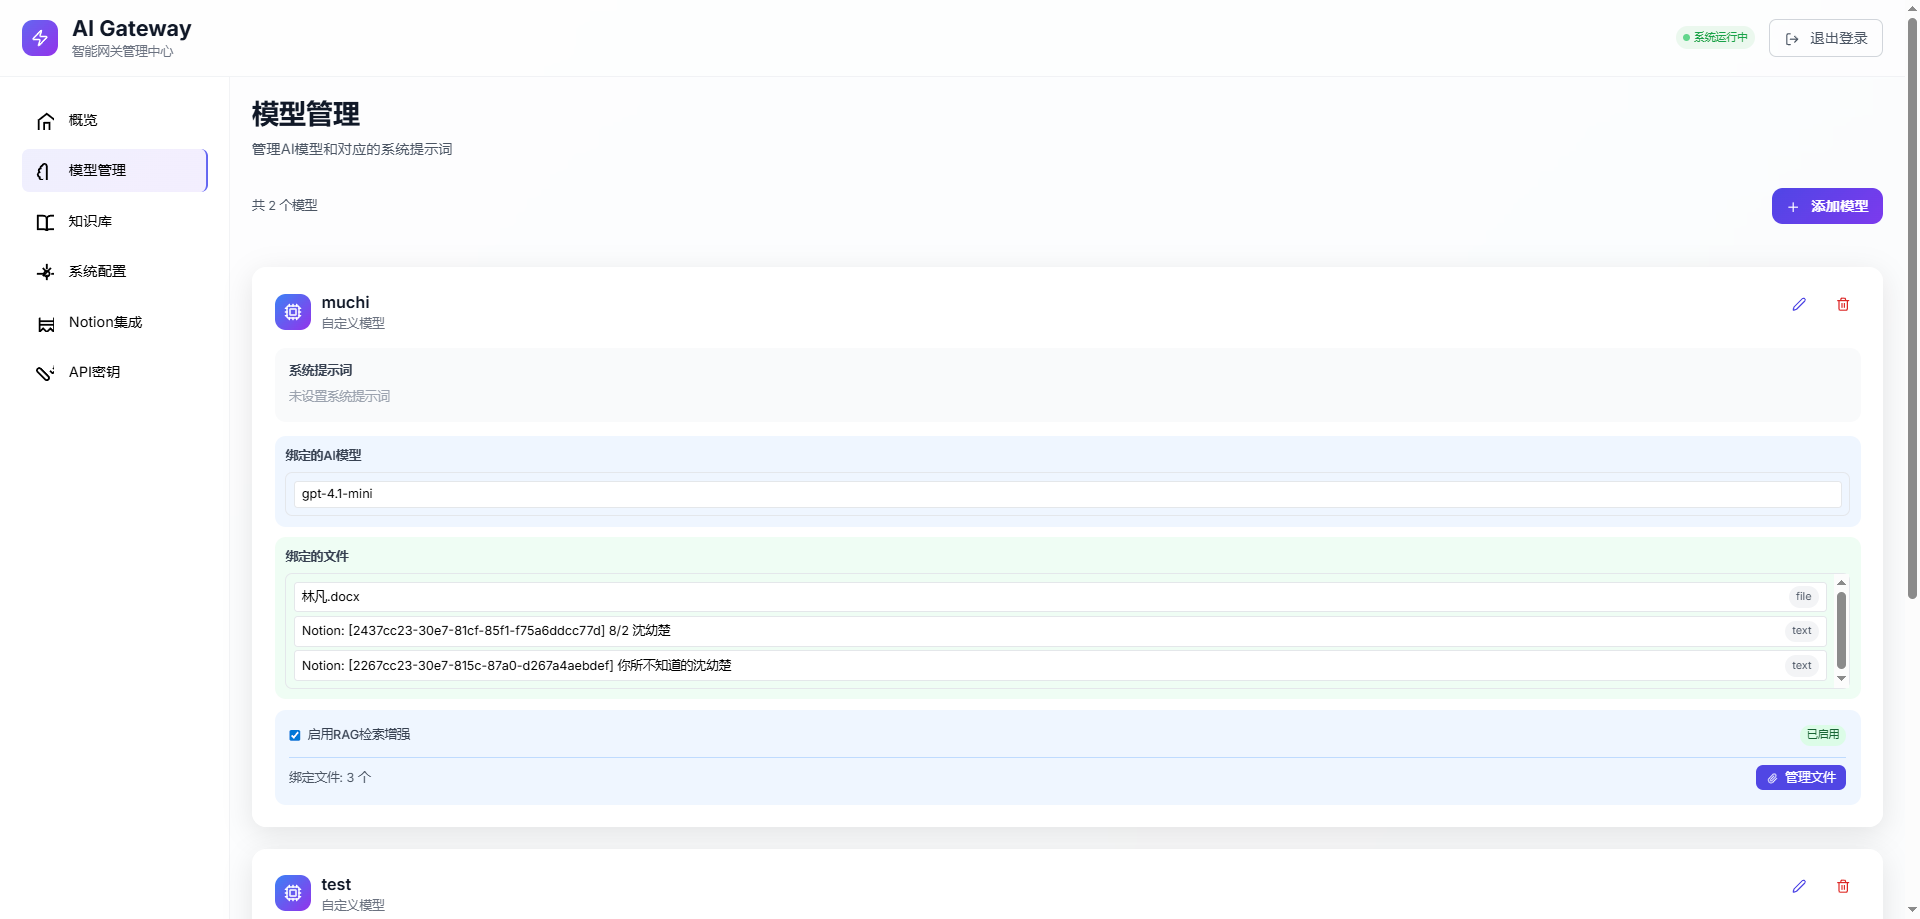 AI Gateway
智能网关管理中心
系统运行中
退出登录
概览
模型管理
知识库
系统配置
Notion集成
API密钥
模型管理
管理AI模型和对应的系统提示词
共 2 个模型
添加模型
muchi
自定义模型
系统提示词
未设置系统提示词
绑定的AI模型
gpt-4.1-mini
绑定的文件
林凡.docx
file
Notion: [2437cc23-30e7-81cf-85f1-f75a6ddcc77d] 8/2 沈幼楚
text
Notion: [2267cc23-30e7-815c-87a0-d267a4aebdef] 你所不知道的沈幼楚
text
启用RAG检索增强
已启用
绑定文件: 3 个
管理文件
test
自定义模型